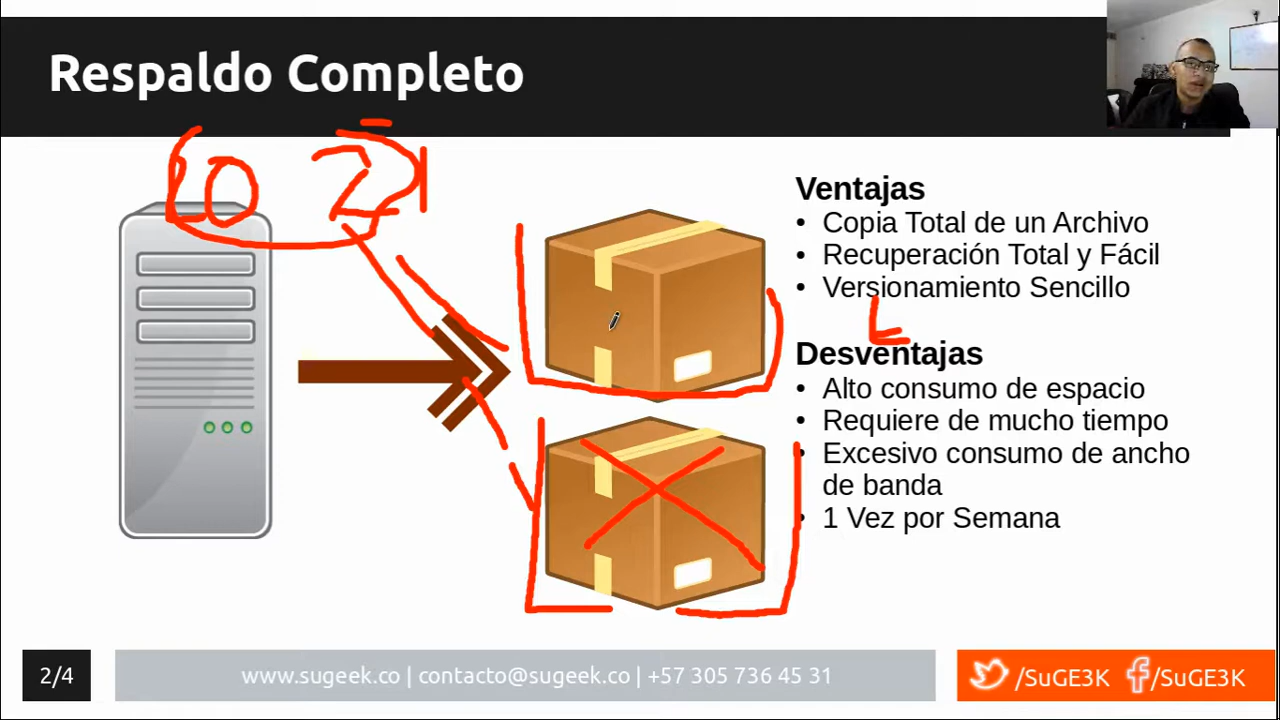 Respaldo Completo
Ventajas
• Copia Total de un Archivo
• Recuperación Total y Fácil
• Versionamiento Sencillo
Desventajas
• Alto consumo de espacio
• Requiere de mucho tiempo
• Excesivo consumo de ancho
de banda
• 1 Vez por Semana
2/4
www.sugeek.co | contacto@sugeek.co | +57 305 736 45 31
/SuGE3K
/SuGE3K